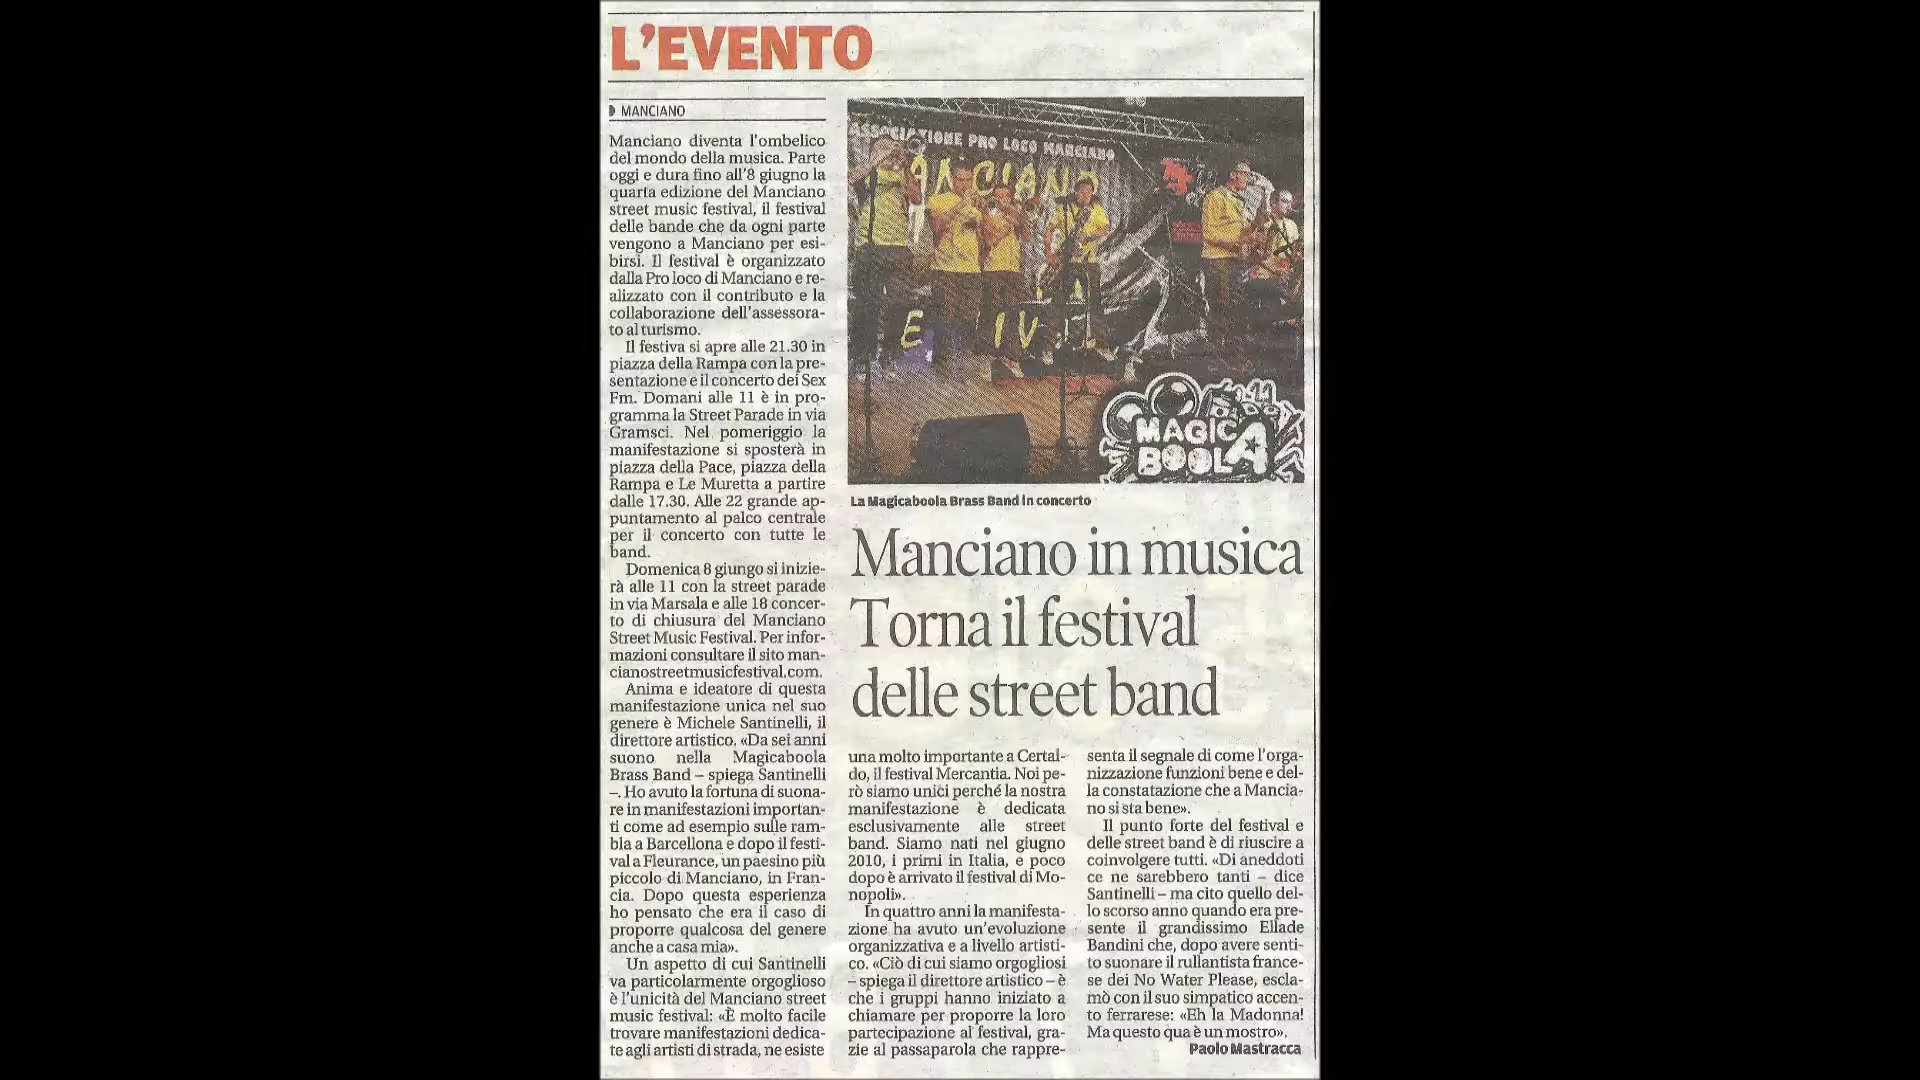 L'EVENTO
MANCIANO
Manciano diventa l'ombelico
del mondo della musica. Parte
oggi e dura fino all'8 giugno la
quarta edizione del Manciano
street music festival, il festival
delle bande che da ogni parte
vengono a Manciano per esi-
birsi. Il festival è organizzato
dalla Pro loco di Manciano e re-
alizzato con il contributo e la
collaborazione dell'assessora-
to al turismo.
Il festiva si apre alle 21.30 in
piazza della Rampa con la pre-
sentazione e il concerto dei Sex
Fm. Domani alle 11 è in pro-
gramma la Street Parade in via
Gramsci. Nel pomeriggio la
manifestazione si sposterà in
piazza della Pace, piazza della
Rampa e Le Muretta a partire
dalle 17.30. Alle 22 grande ap-
puntamento al palco centrale
per il concerto con tutte le
band.
Domenica 8 giungo si inizie-
rà alle 11 con la street parade
in via Marsala e alle 18 concer-
to di chiusura del Manciano
Street Music Festival. Per infor-
mazioni consultare il sito man-
cianostreetmusicfestival.com.
Anima e ideatore di questa
manifestazione unica nel suo
genere è Michele Santinelli, il
direttore artistico. «Da sei anni
suono nella Magicaboola
Brass Band – spiega Santinelli
–. Ho avuto la fortuna di suona-
re in manifestazioni importan-
ti come ad esempio sulle ram-
bla a Barcellona e dopo il festi-
val a Fleurance, un paesino più
piccolo di Manciano, in Fran-
cia. Dopo questa esperienza
ho pensato che era il caso di
proporre qualcosa del genere
anche a casa mia».
Un aspetto di cui Santinelli
va particolarmente orgoglioso
è l'unicità del Manciano street
music festival: «È molto facile
trovare manifestazioni dedica-
te agli artisti di strada, ne esiste
ASSOCIAZIONE PRO LOCO MANCIANO
MANCIANO
E IV
MAGICA
BOOLA
La Magicaboola Brass Band in concerto
Manciano in musica
Torna il festival
delle street band
una molto importante a Certal-
do, il festival Mercantia. Noi pe-
rò siamo unici perché la nostra
manifestazione è dedicata
esclusivamente alle street
band. Siamo nati nel giugno
2010, i primi in Italia, e poco
dopo è arrivato il festival di Mo-
nopoli».
In quattro anni la manifesta-
zione ha avuto un'evoluzione
organizzativa e a livello artisti-
co. «Ciò di cui siamo orgogliosi
– spiega il direttore artistico – è
che i gruppi hanno iniziato a
chiamare per proporre la loro
partecipazione al festival, gra-
zie al passaparola che rappre-
senta il segnale di come l'orga-
nizzazione funzioni bene e del-
la constatazione che a Mancia-
no si sta bene».
Il punto forte del festival e
delle street band è di riuscire a
coinvolgere tutti. «Di aneddoti
ce ne sarebbero tanti – dice
Santinelli – ma cito quello del-
lo scorso anno quando era pre-
sente il grandissimo Ellade
Bandini che, dopo avere senti-
to suonare il rullantista france-
se dei No Water Please, escla-
mò con il suo simpatico accen-
to ferrarese: «Eh la Madonna!
Ma questo qua è un mostro».
Paolo Mastracca